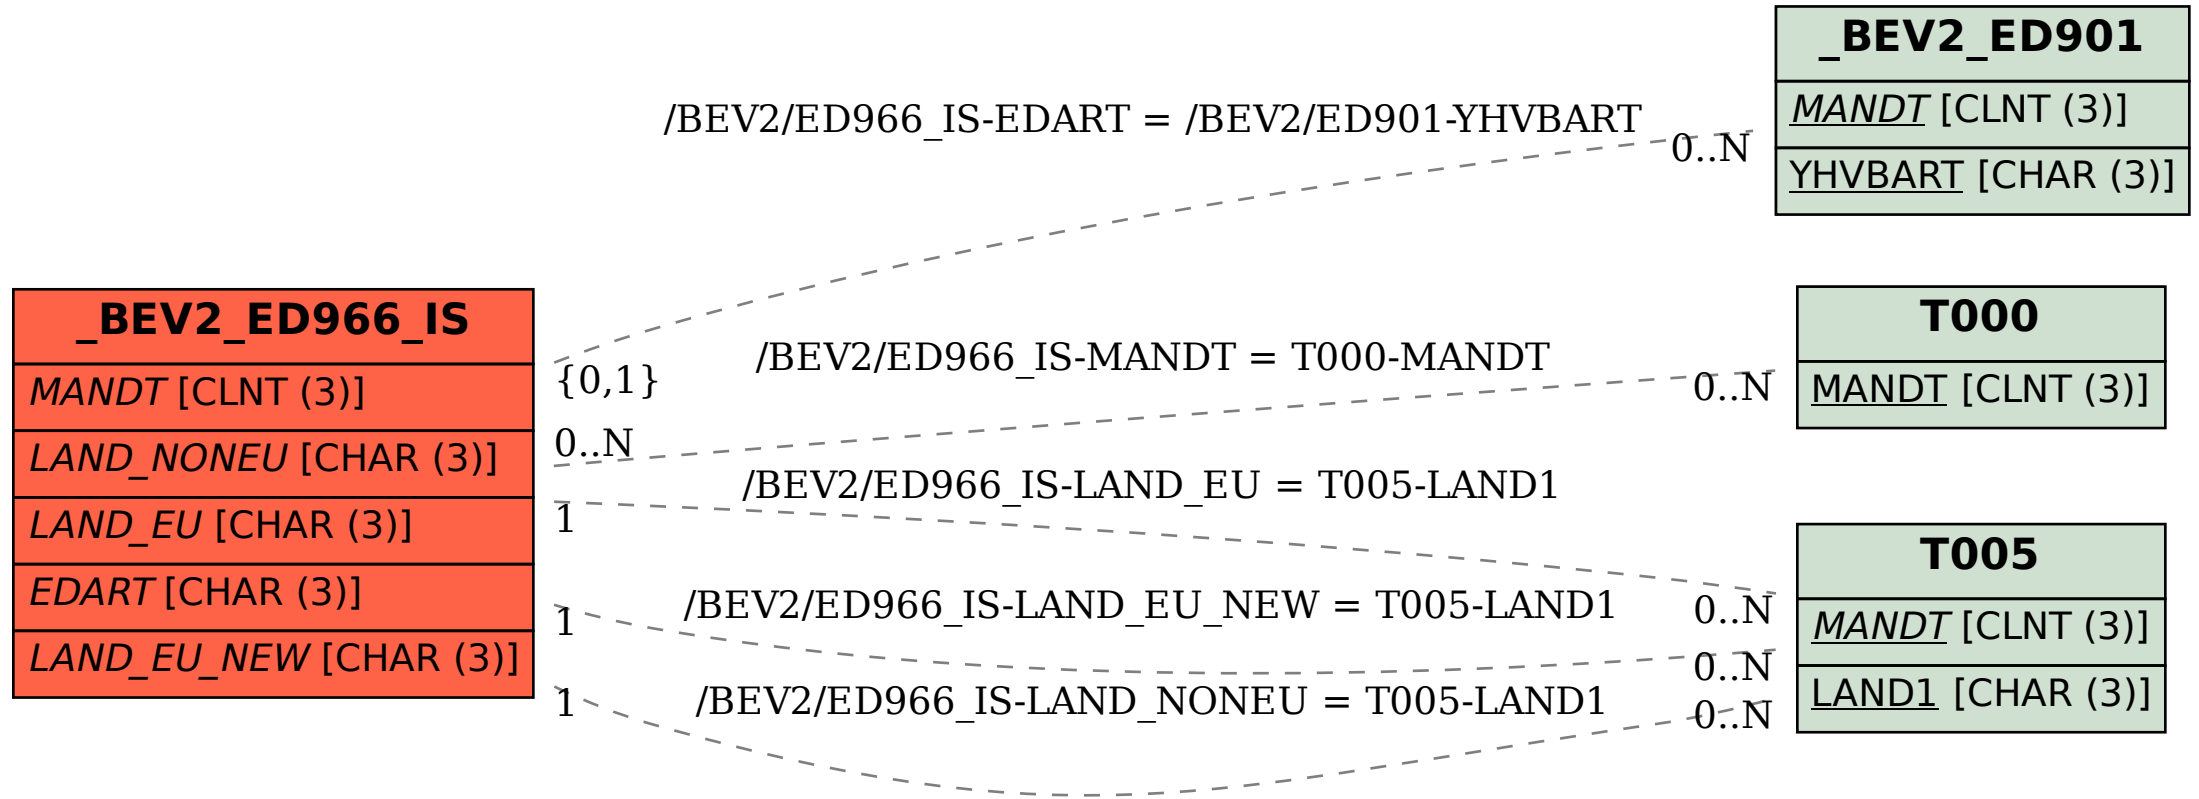 _BEV2_ED901
MANDT [CLNT (3)]
YHVBART [CHAR (3)]
/BEV2/ED966_IS-EDART = /BEV2/ED901-YHVBART
0..N
_BEV2_ED966_IS
MANDT [CLNT (3)]
LAND_NONEU [CHAR (3)]
LAND_EU [CHAR (3)]
EDART [CHAR (3)]
LAND_EU_NEW [CHAR (3)]
{0,1}
/BEV2/ED966_IS-MANDT = T000-MANDT
0..N
0..N
T000
MANDT [CLNT (3)]
/BEV2/ED966_IS-LAND_EU = T005-LAND1
1
0..N
/BEV2/ED966_IS-LAND_EU_NEW = T005-LAND1
1
0..N
/BEV2/ED966_IS-LAND_NONEU = T005-LAND1
1
0..N
T005
MANDT [CLNT (3)]
LAND1 [CHAR (3)]